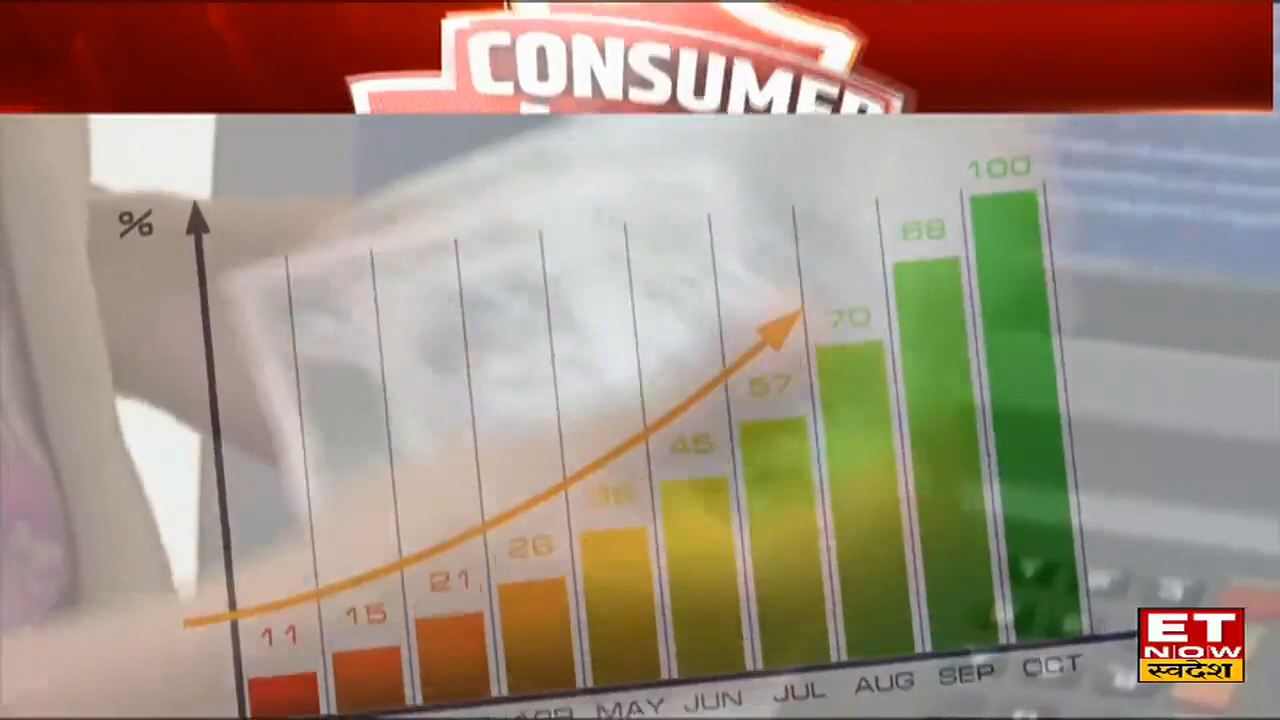 CONSUMER
%
100
88
70
57
45
36
26
21
15
11
MAY JUN JUL AUG SEP OCT
ET
NOW
स्वदेश